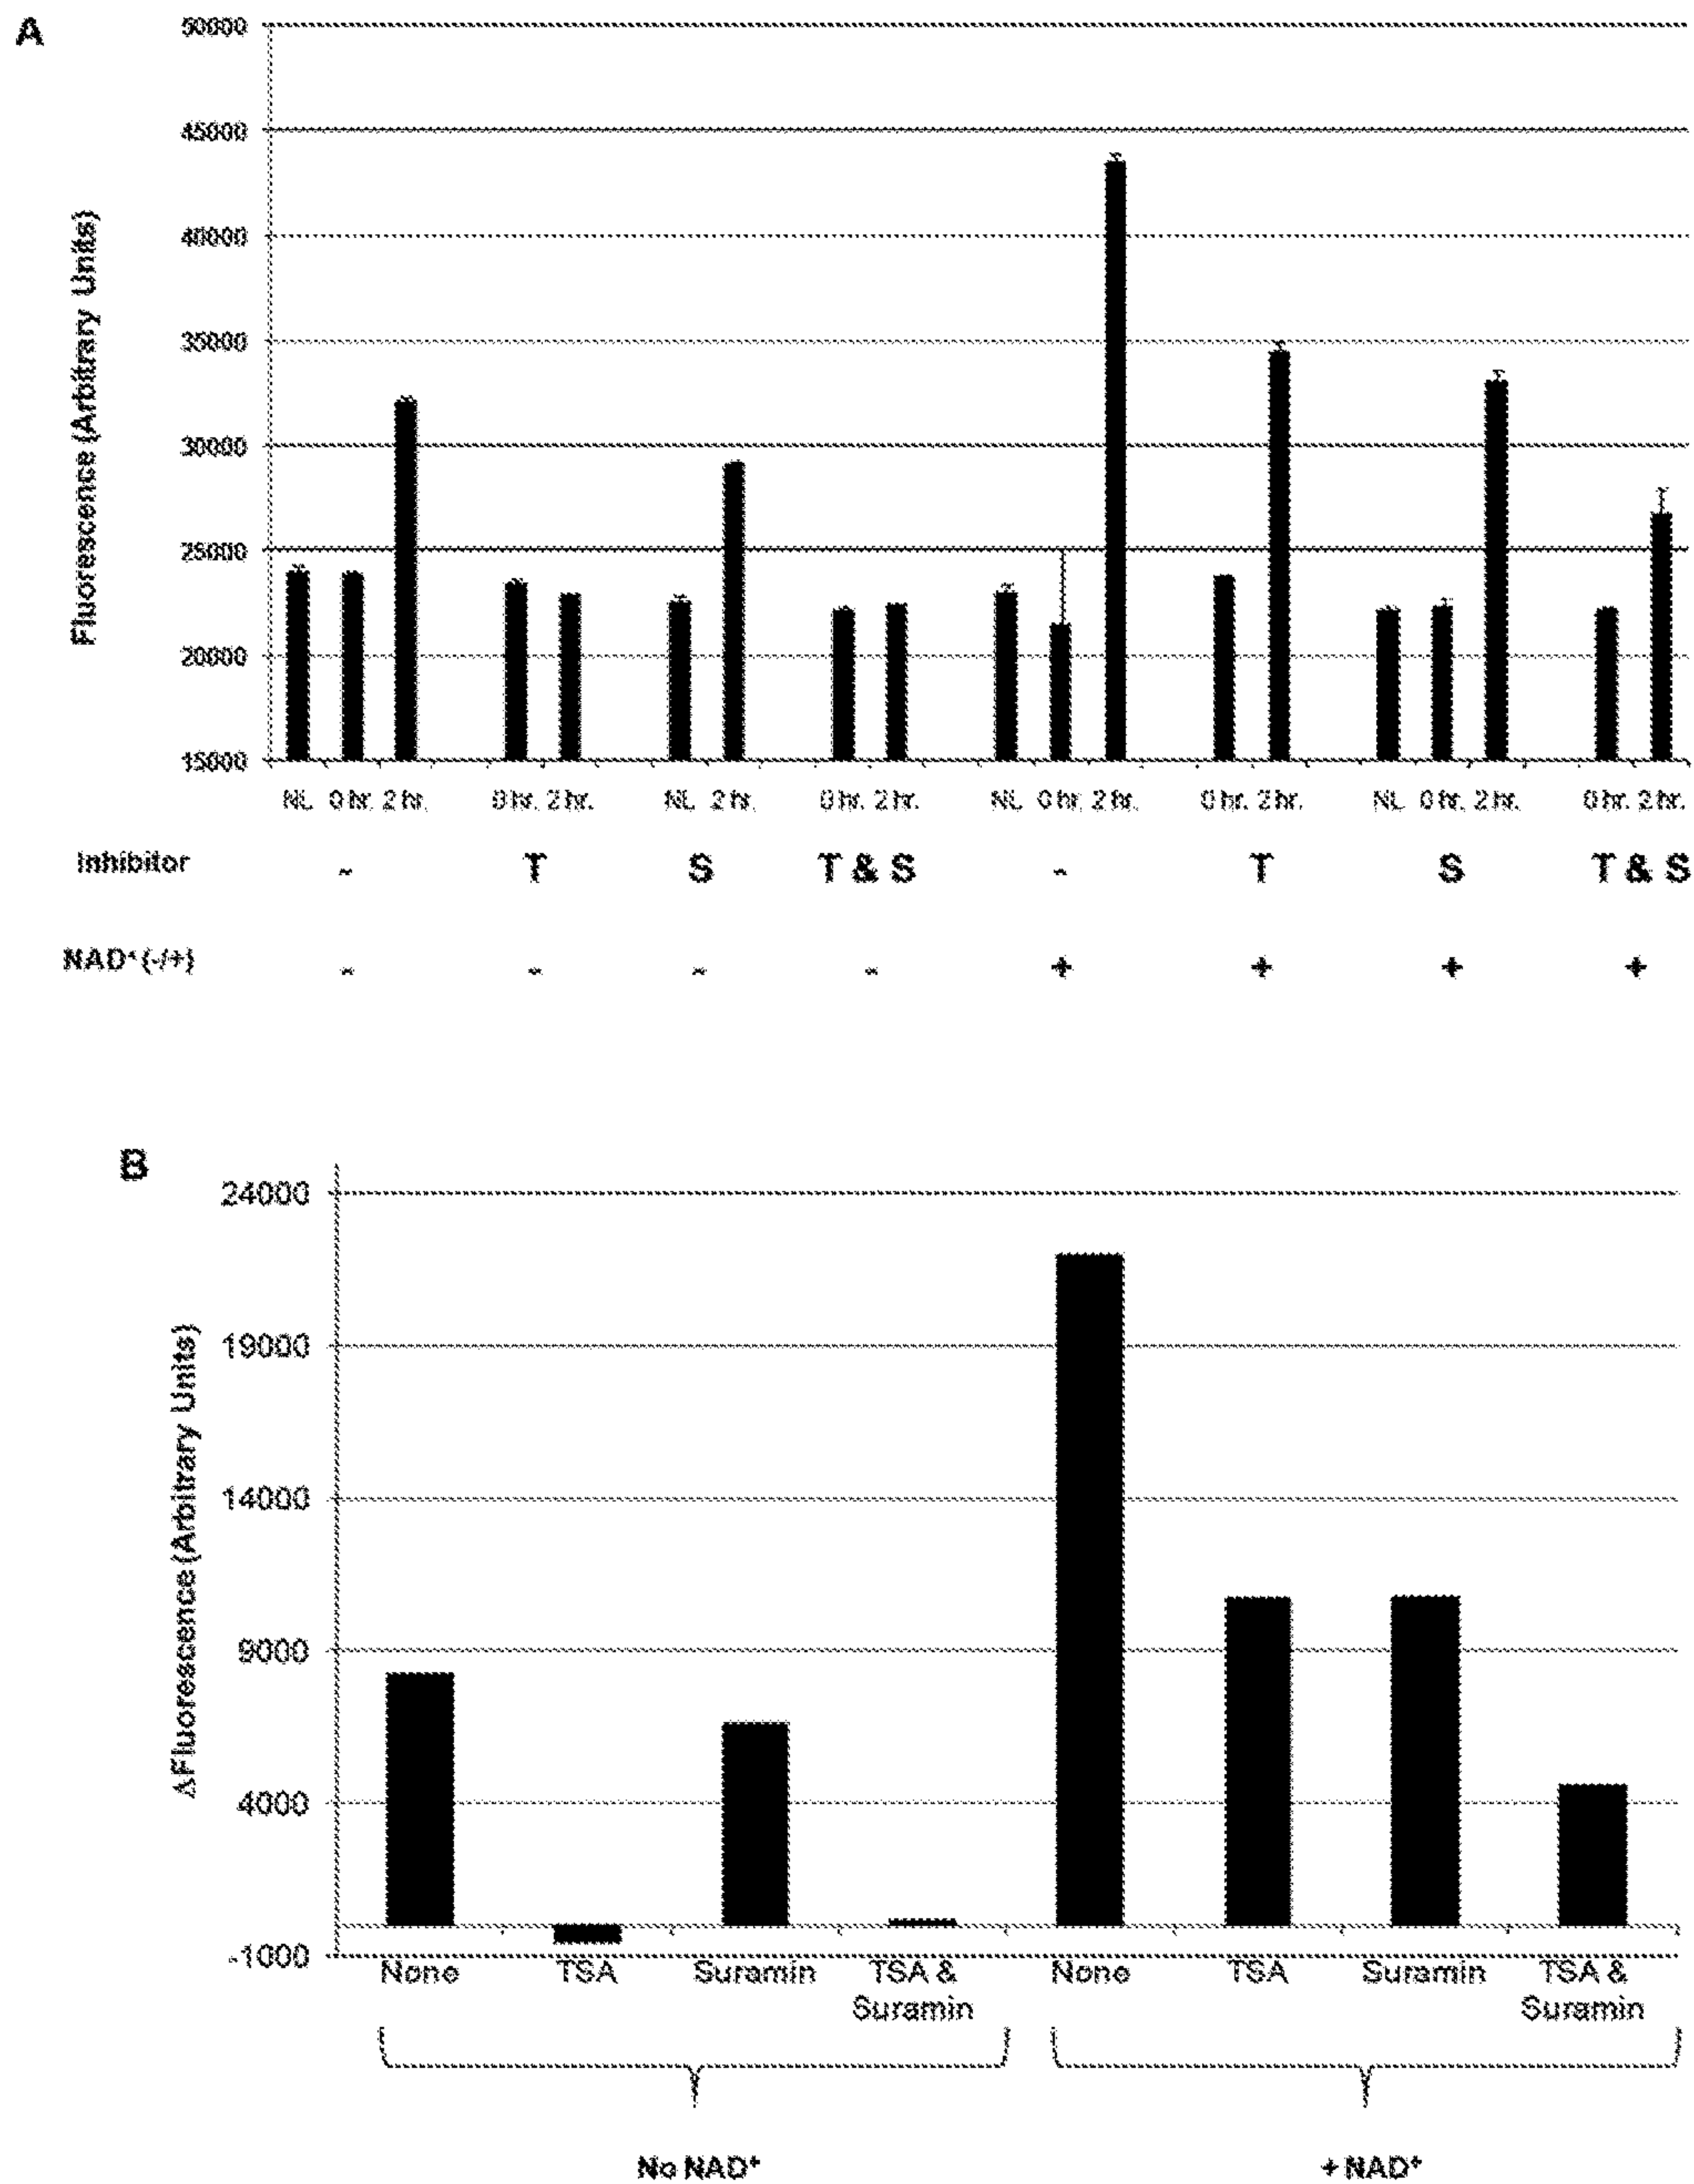 A
50000
45000
40000
35000
30000
25000
20000
15000
Fluorescence (Arbitrary Units)
NL 0 hr. 2 hr. 0 hr. 2 hr. NL 2 hr. 0 hr. 2 hr. NL 0 hr. 2 hr. 0 hr. 2 hr. NL 0 hr. 2 hr. 0 hr. 2 hr.
Inhibitor - T S T & S - T S T & S
NAD⁺ (-/+) - - - - + + + +
B
24000
19000
14000
9000
4000
-1000
ΔFluorescence (Arbitrary Units)
None TSA Suramin TSA & Suramin None TSA Suramin TSA & Suramin
No NAD⁺ + NAD⁺